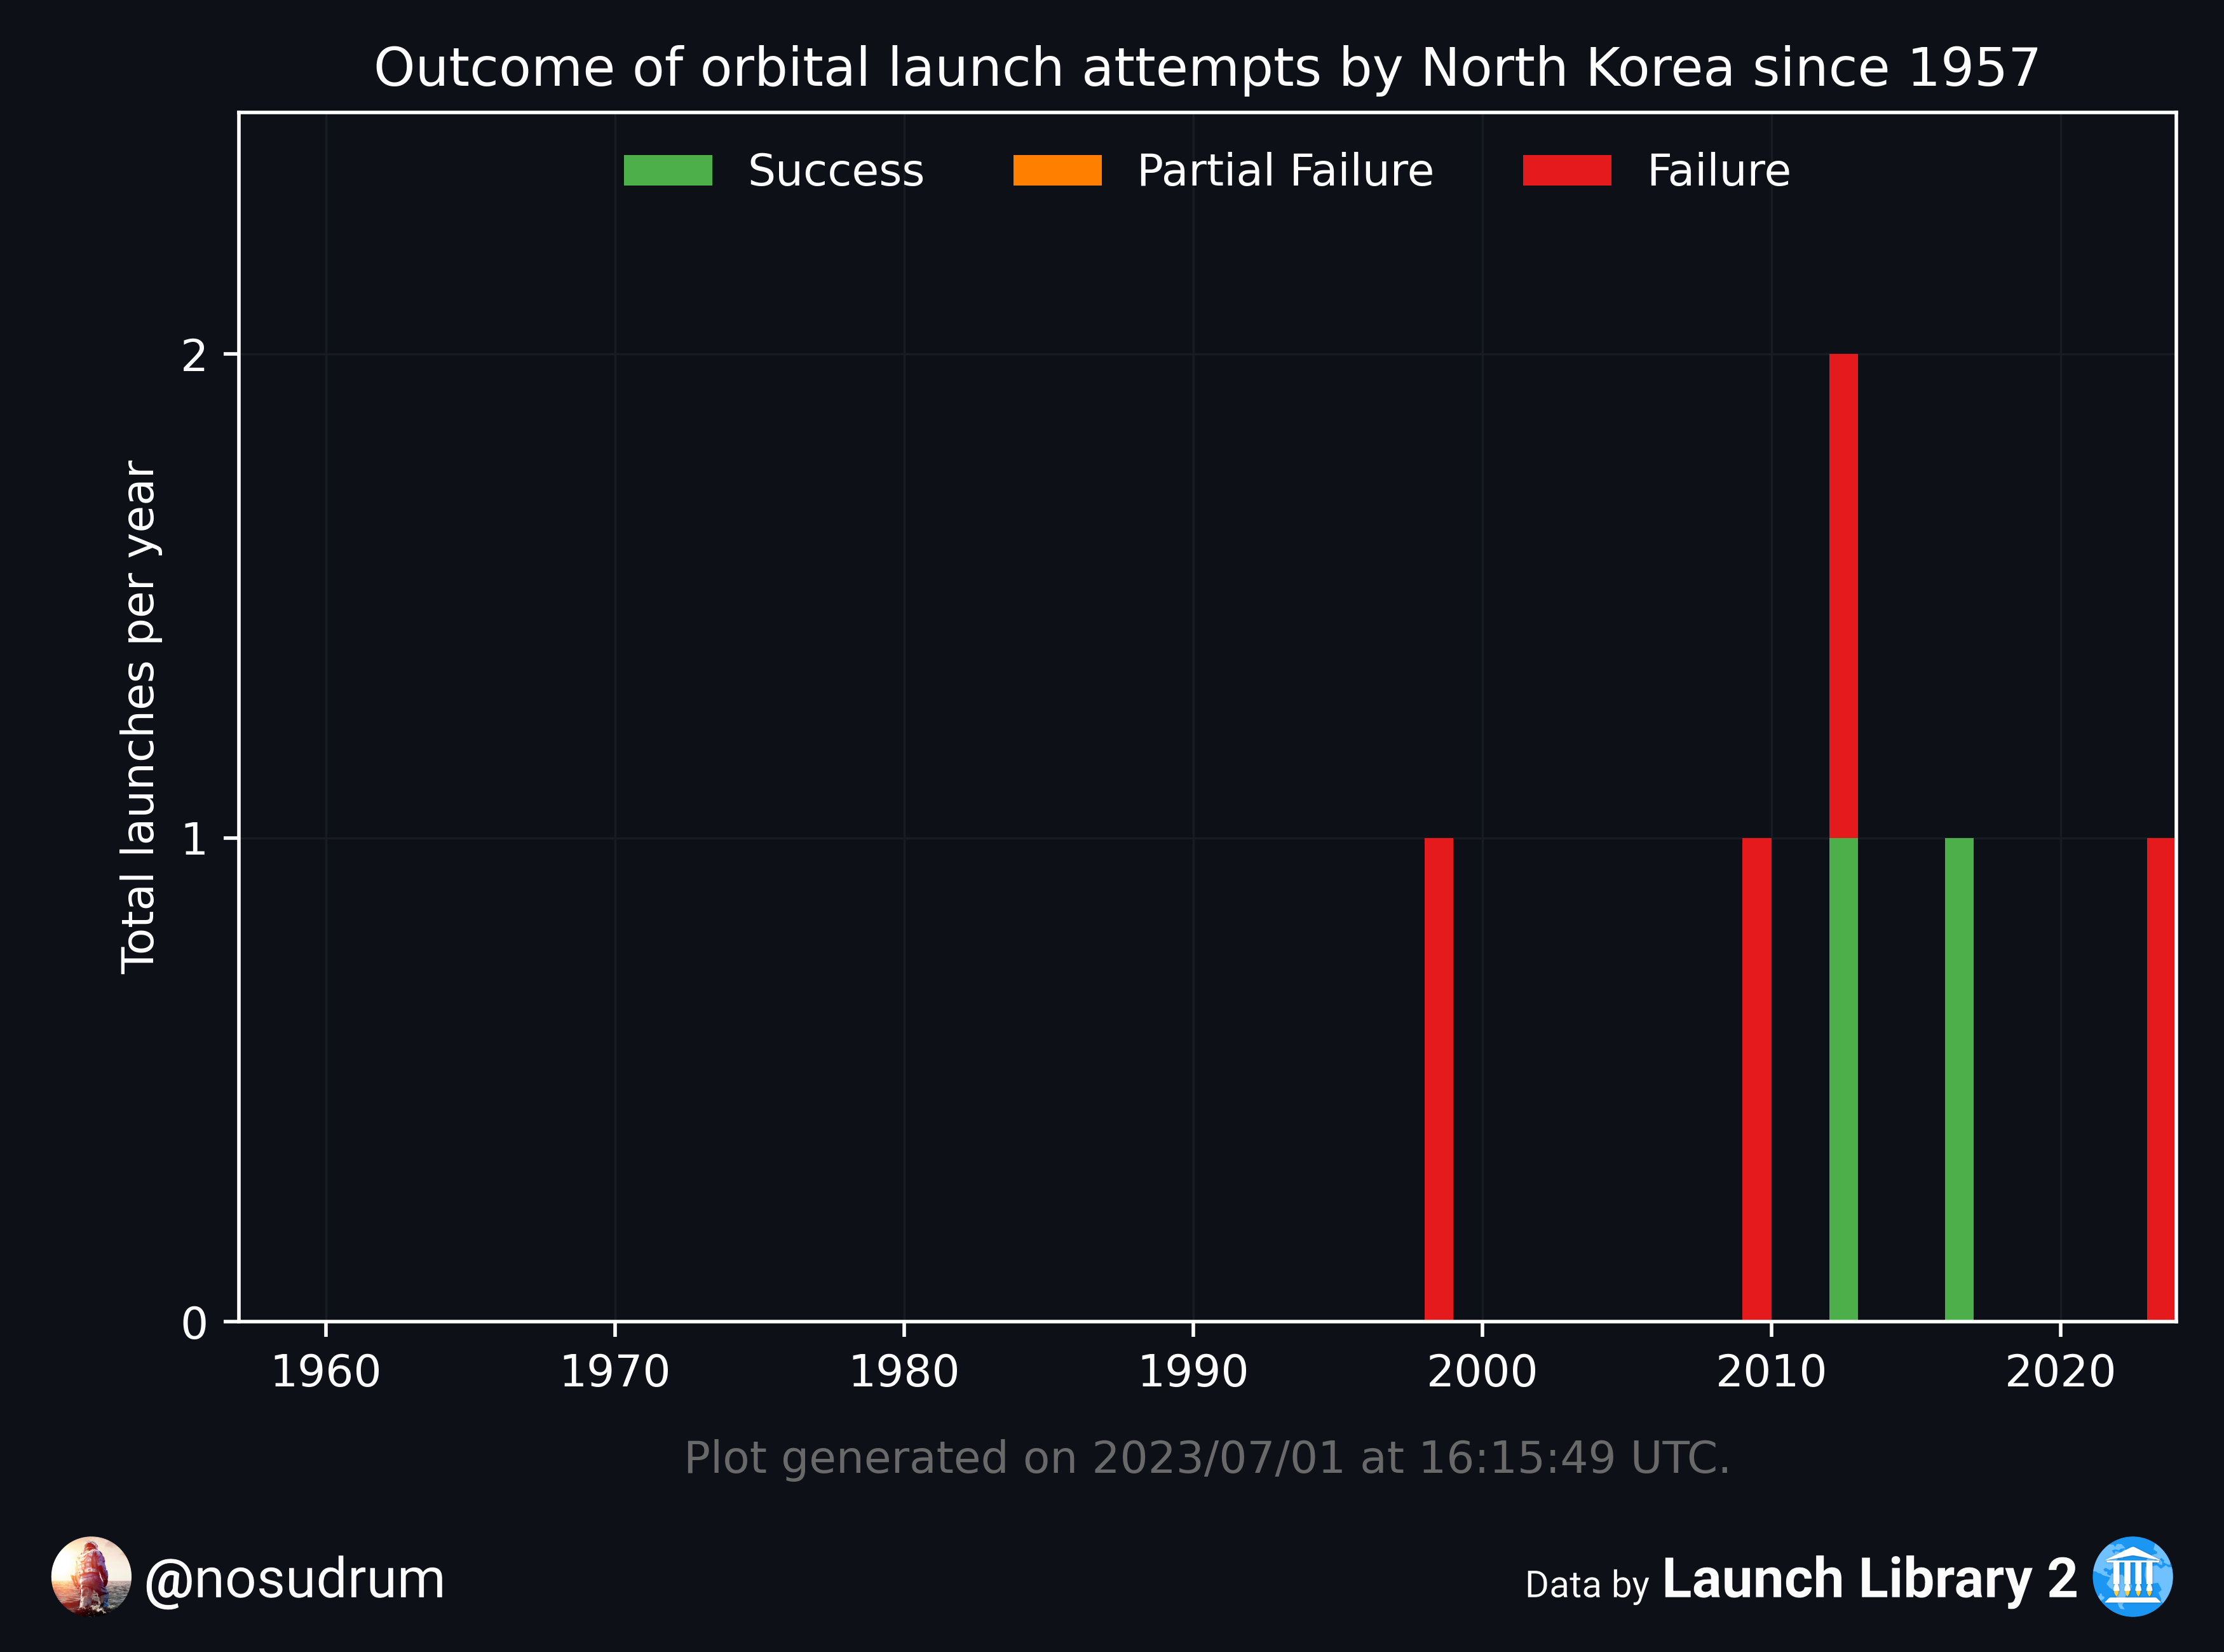 Outcome of orbital launch attempts by North Korea since 1957
Success Partial Failure Failure
Total launches per year
2
1
0
1960 1970 1980 1990 2000 2010 2020
Plot generated on 2023/07/01 at 16:15:49 UTC.
@nosudrum
Data by Launch Library 2